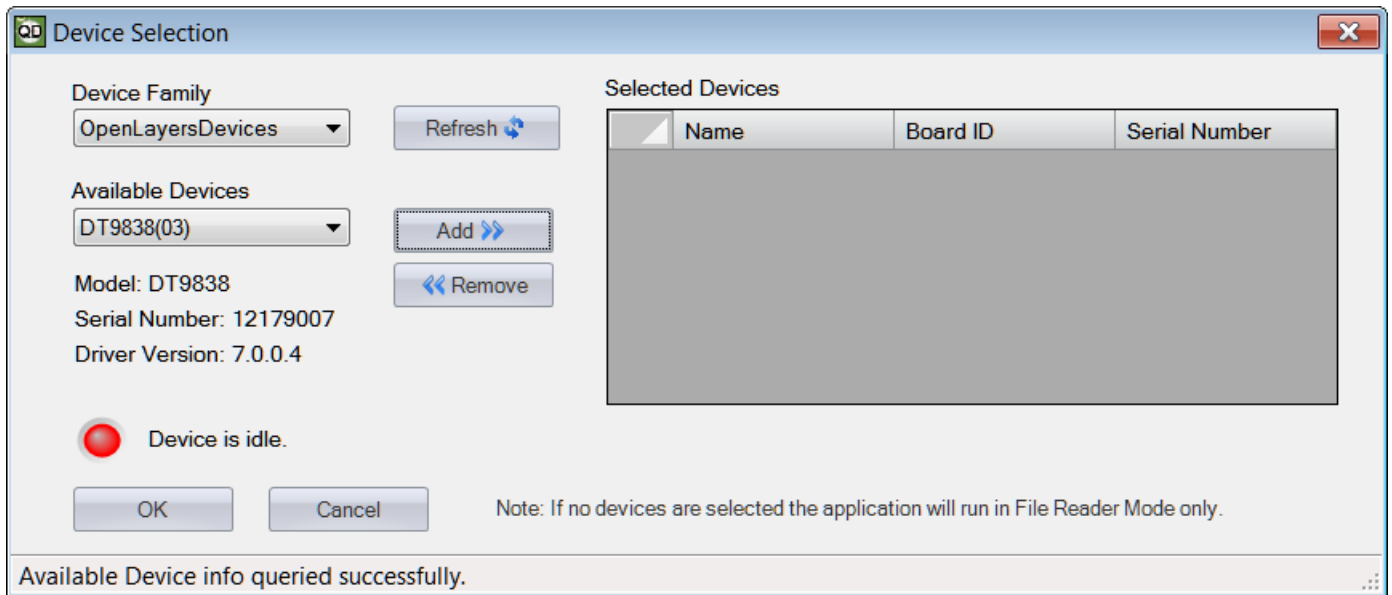 QD Device Selection
Device Family
OpenLayersDevices
Refresh
Available Devices
DT9838(03)
Add
Remove
Model: DT9838
Serial Number: 12179007
Driver Version: 7.0.0.4
Device is idle.
OK
Cancel
Selected Devices
Name Board ID Serial Number
Note: If no devices are selected the application will run in File Reader Mode only.
Available Device info queried successfully.